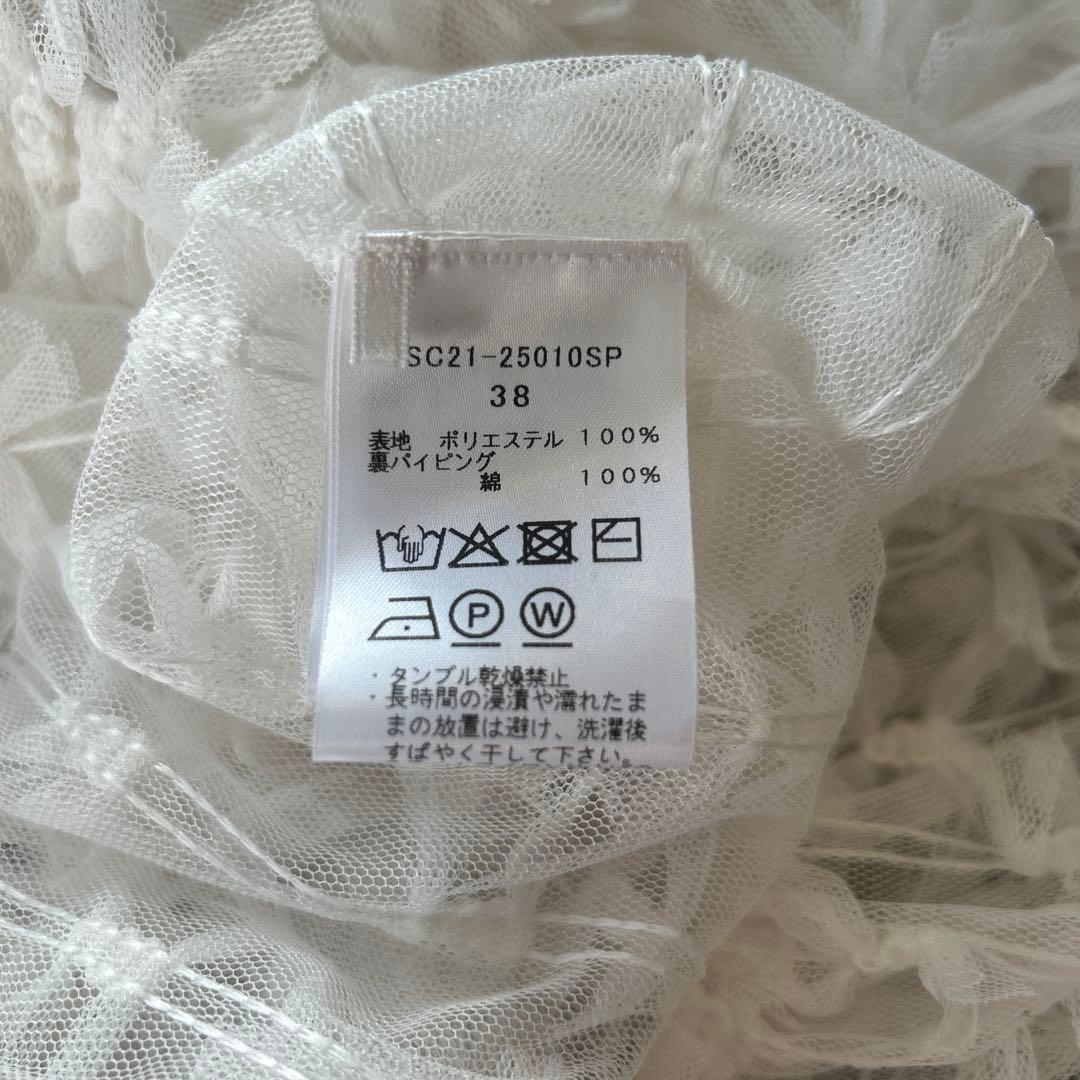 SC21-25010SP
38
表地 ポリエステル 100%
裏パイピング
綿 100%
P W
・タンブル乾燥禁止
・長時間の浸漬や濡れたま
まの放置は避け、洗濯後
すばやく干して下さい。